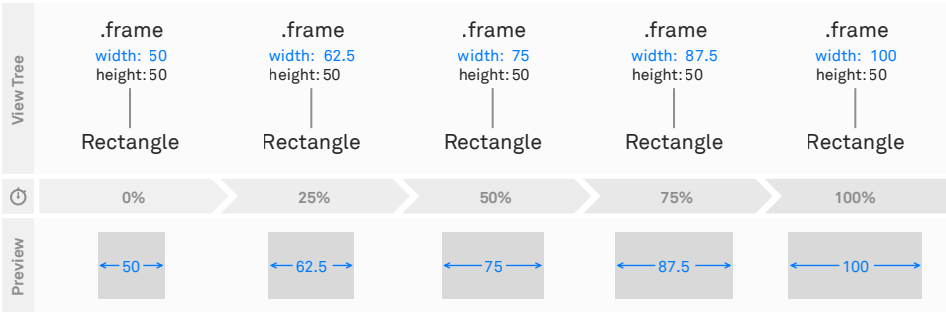 View Tree
.frame
width: 50
height: 50
Rectangle
.frame
width: 62.5
height: 50
Rectangle
.frame
width: 75
height: 50
Rectangle
.frame
width: 87.5
height: 50
Rectangle
.frame
width: 100
height: 50
Rectangle
0% 25% 50% 75% 100%
Preview
50 62.5 75 87.5 100